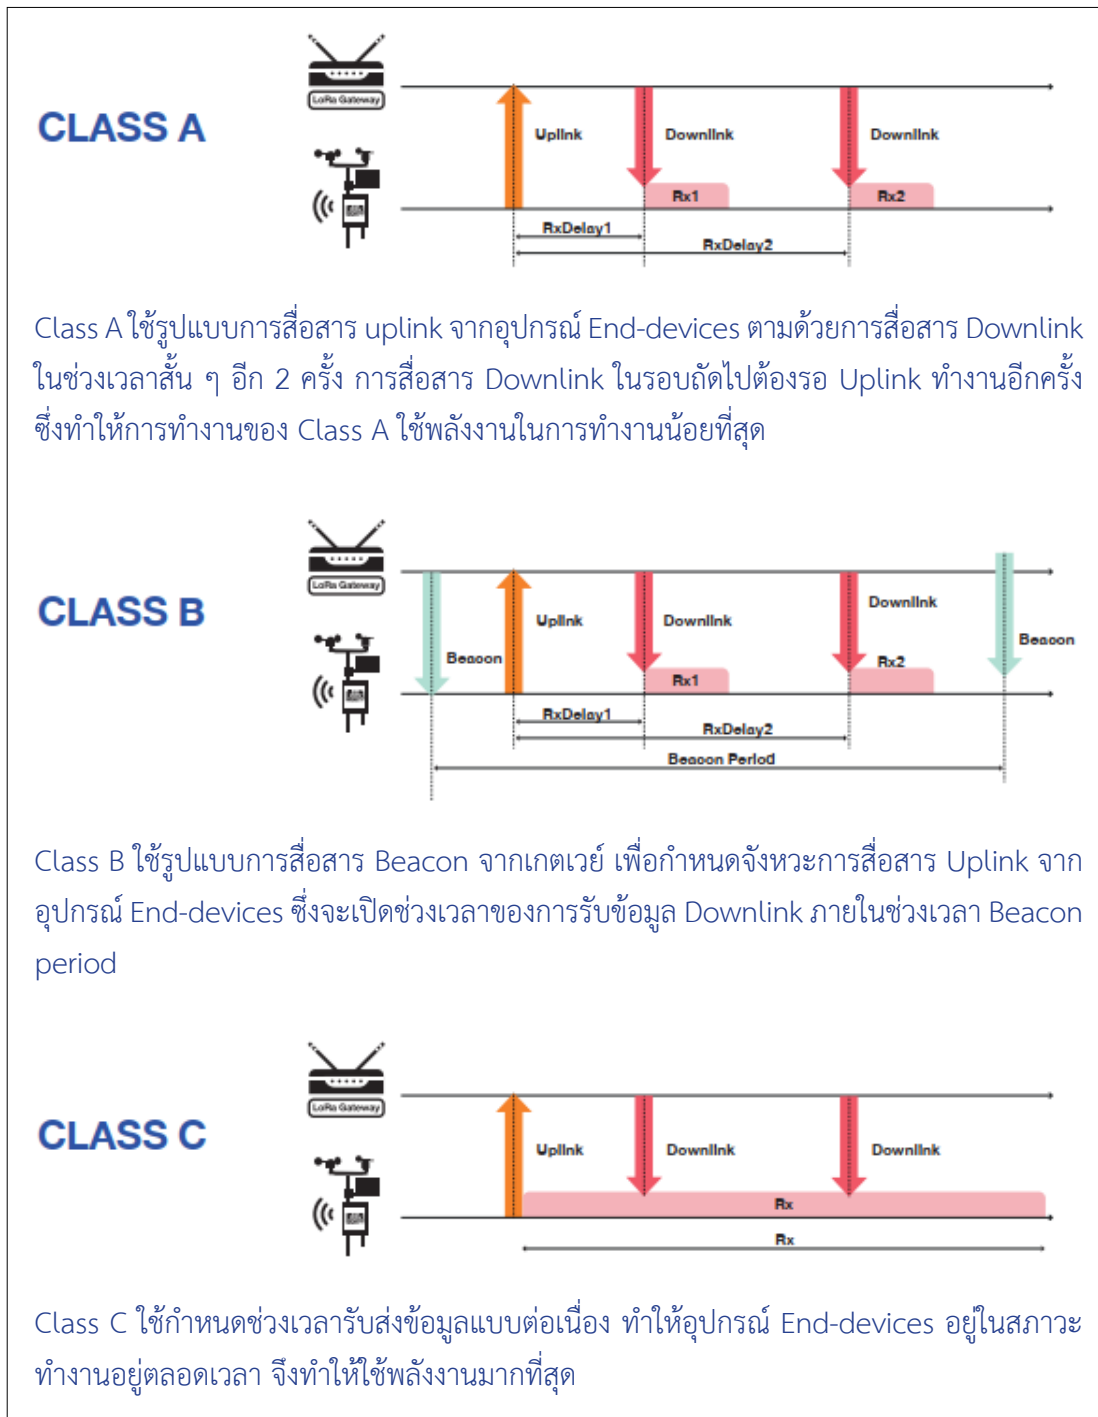 LoRa Gateway
CLASS A
Uplink
Downlink
Downlink
Rx1
Rx2
RxDelay1
RxDelay2
Class A ใช้รูปแบบการสื่อสาร uplink จากอุปกรณ์ End-devices ตามด้วยการสื่อสาร Downlink
ในช่วงเวลาสั้น ๆ อีก 2 ครั้ง การสื่อสาร Downlink ในรอบถัดไปต้องรอ Uplink ทำงานอีกครั้ง
ซึ่งทำให้การทำงานของ Class A ใช้พลังงานในการทำงานน้อยที่สุด
LoRa Gateway
CLASS B
Beacon
Uplink
Downlink
Downlink
Beacon
Rx1
Rx2
RxDelay1
RxDelay2
Beacon Period
Class B ใช้รูปแบบการสื่อสาร Beacon จากเกตเวย์ เพื่อกำหนดจังหวะการสื่อสาร Uplink จาก
อุปกรณ์ End-devices ซึ่งจะเปิดช่วงเวลาของการรับข้อมูล Downlink ภายในช่วงเวลา Beacon
period
LoRa Gateway
CLASS C
Uplink
Downlink
Downlink
Rx
Rx
Class C ใช้กำหนดช่วงเวลารับส่งข้อมูลแบบต่อเนื่อง ทำให้อุปกรณ์ End-devices อยู่ในสภาวะ
ทำงานอยู่ตลอดเวลา จึงทำให้ใช้พลังงานมากที่สุด